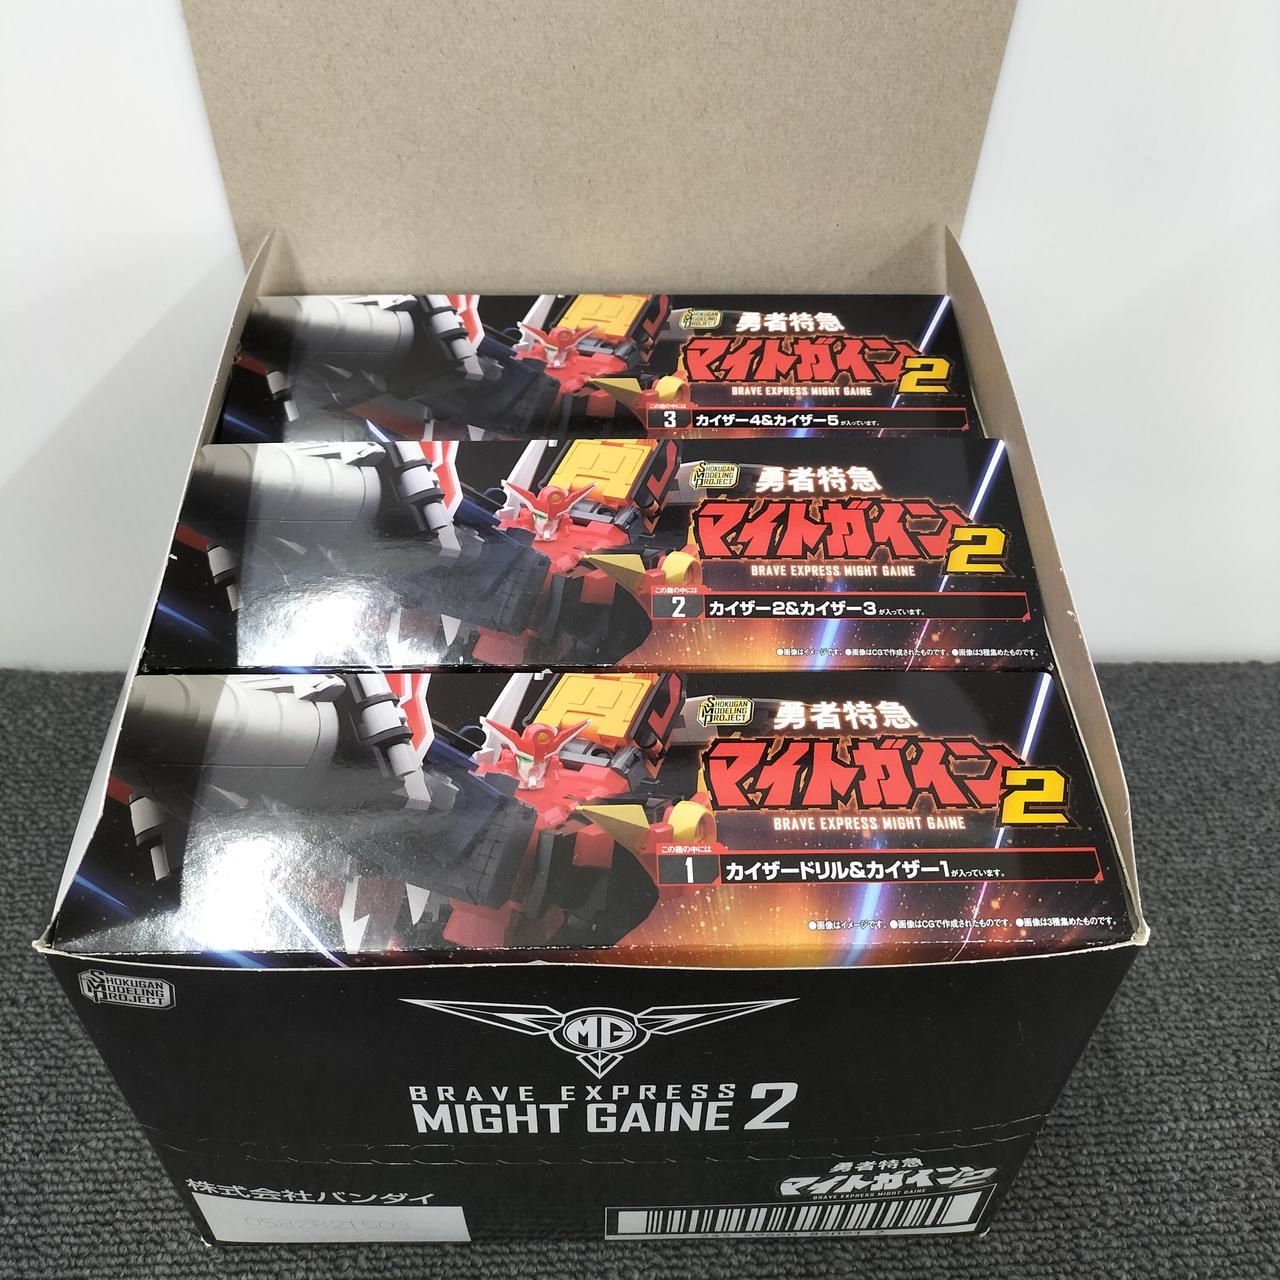 SHOKUGAN
MODELING
PROJECT
勇者特急
マイトガイン2
BRAVE EXPRESS MIGHT GAINE
この箱の中には
3 カイザー4&カイザー5が入っています。
SHOKUGAN
MODELING
PROJECT
勇者特急
マイトガイン2
BRAVE EXPRESS MIGHT GAINE
この箱の中には
2 カイザー2&カイザー3が入っています。
●画像はイメージです。●画像はCGで作成されたものです。●画像は3種集めたものです。
SHOKUGAN
MODELING
PROJECT
勇者特急
マイトガイン2
BRAVE EXPRESS MIGHT GAINE
この箱の中には
1 カイザードリル&カイザー1が入っています。
●画像はイメージです。●画像はCGで作成されたものです。●画像は3種集めたものです。
SHOKUGAN
MODELING
PROJECT
MG
BRAVE EXPRESS
MIGHT GAINE 2
勇者特急
マイトガイン2
BRAVE EXPRESS MIGHT GAINE
株式会社バンダイ
0582821503